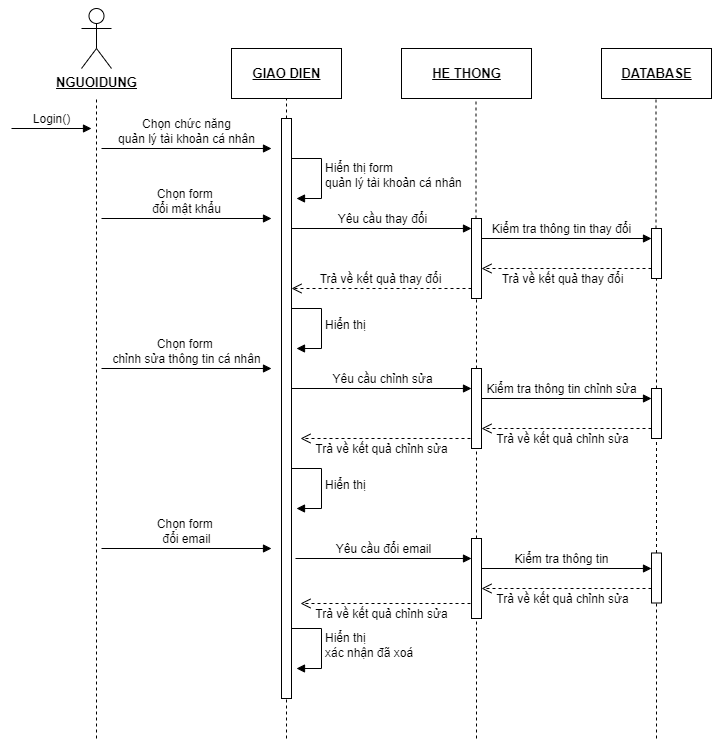 NGUOIDUNG
GIAO DIEN
HE THONG
DATABASE
Login()
Chọn chức năng
quản lý tài khoản cá nhân
Hiển thị form
quản lý tài khoản cá nhân
Chọn form
đổi mật khẩu
Yêu cầu thay đổi
Kiểm tra thông tin thay đổi
Trả về kết quả thay đổi
Trả về kết quả thay đổi
Hiển thị
Chọn form
chỉnh sửa thông tin cá nhân
Yêu cầu chỉnh sửa
Kiểm tra thông tin chỉnh sửa
Trả về kết quả chỉnh sửa
Trả về kết quả chỉnh sửa
Hiển thị
Chọn form
đổi email
Yêu cầu đổi email
Kiểm tra thông tin
Trả về kết quả chỉnh sửa
Trả về kết quả chỉnh sửa
Hiển thị
xác nhận đã xoá